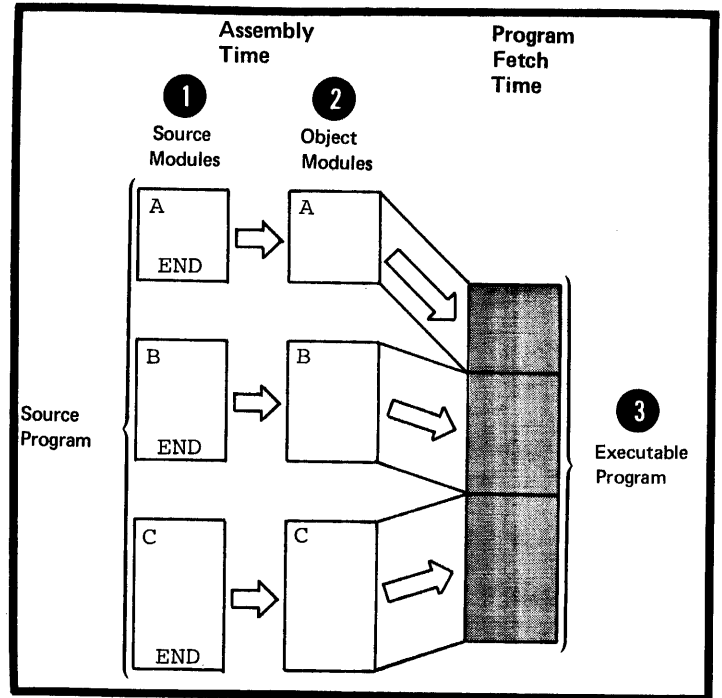 Assembly
Time
Program
Fetch
Time
1
2
Source
Modules
Object
Modules
A
END
A
B
END
B
Source
Program
3
Executable
Program
C
END
C